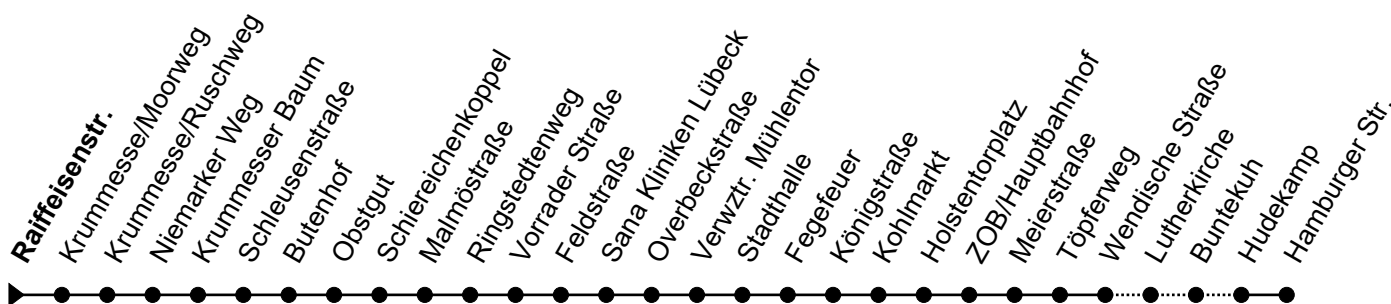 Raiffeisenstr.
Krummesse/Moorweg
Krummesse/Ruschweg
Niemarker Weg
Krummesser Baum
Schleusenstraße
Butenhof
Obstgut
Schiereichenkoppel
Malmöstraße
Ringstedtenweg
Vorrader Straße
Feldstraße
Sana Kliniken Lübeck
Overbeckstraße
Verwztr. Mühlentor
Stadthalle
Fegefeuer
Königstraße
Kohlmarkt
Holstentorplatz
ZOB/Hauptbahnhof
Meierstraße
Töpferweg
Wendische Straße
Lutherkirche
Buntekuh
Hudekamp
Hamburger Str.